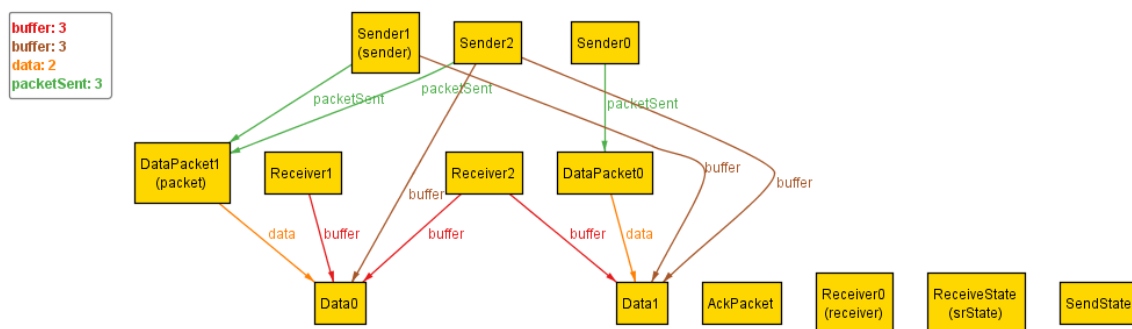 buffer: 3
buffer: 3
data: 2
packetSent: 3
Sender1
(sender)
Sender2
Sender0
packetSent
packetSent
packetSent
DataPacket1
(packet)
Receiver1
Receiver2
DataPacket0
buffer
buffer
buffer
data
buffer
buffer
buffer
data
Data0
Data1
AckPacket
Receiver0
(receiver)
ReceiveState
(srState)
SendState